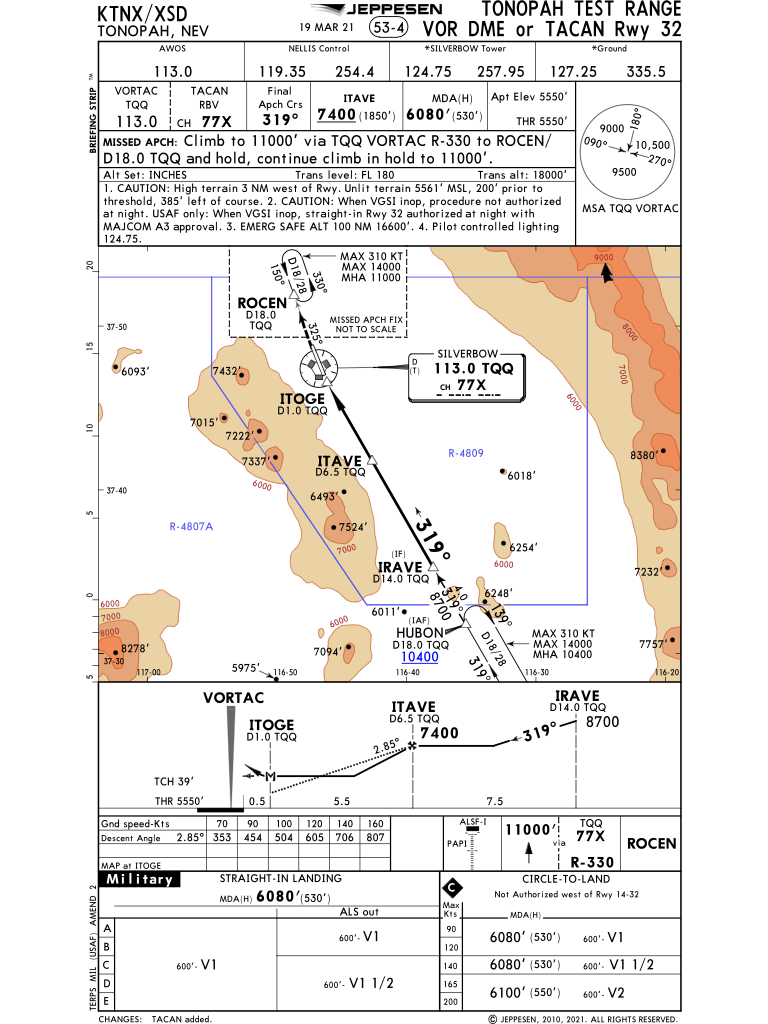 KTNX/XSD
TONOPAH, NEV
JEPPESEN
19 MAR 21
53-4
TONOPAH TEST RANGE
VOR DME or TACAN Rwy 32
BRIEFING STRIP ™
AWOS
113.0
NELLIS Control
119.35 254.4
*SILVERBOW Tower
124.75 257.95
*Ground
127.25 335.5
VORTAC
TQQ
113.0
TACAN
RBV
CH 77X
Final
Apch Crs
319°
ITAVE
7400 (1850')
MDA(H)
6080' (530')
Apt Elev 5550'
THR 5550'
MISSED APCH: Climb to 11000' via TQQ VORTAC R-330 to ROCEN/
D18.0 TQQ and hold, continue climb in hold to 11000'.
Alt Set: INCHES Trans level: FL 180 Trans alt: 18000'
1. CAUTION: High terrain 3 NM west of Rwy. Unlit terrain 5561' MSL, 200' prior to
threshold, 385' left of course. 2. CAUTION: When VGSI inop, procedure not authorized
at night. USAF only: When VGSI inop, straight-in Rwy 32 authorized at night with
MAJCOM A3 approval. 3. EMERG SAFE ALT 100 NM 16600'. 4. Pilot controlled lighting
124.75.
180°
9000
090°
10,500
270°
9500
MSA TQQ VORTAC
MAX 310 KT
MAX 14000
MHA 11000
D18/28
150°
330°
ROCEN
D18.0
TQQ
MISSED APCH FIX
NOT TO SCALE
325°
9000
8000
7000
6000
20
15
10
5
0
5
37-50
37-40
37-30
6093'
7432'
7015'
7222'
7337'
6000
SILVERBOW
D
(T)
113.0 TQQ
CH 77X
ITOGE
D1.0 TQQ
ITAVE
D6.5 TQQ
R-4809
8380'
6018'
6493'
7524'
7000
R-4807A
319°
6254'
6000
(IF)
IRAVE
D14.0 TQQ
7232'
4.0
319°
8700
6248'
139°
6011'
(IAF)
HUBON
D18.0 TQQ
10400
D18/28
319°
MAX 310 KT
MAX 14000
MHA 10400
7757'
6000
7000
8000
8278'
6000
7094'
5975'
117-00
116-50
116-40
116-30
116-20
VORTAC
ITOGE
D1.0 TQQ
ITAVE
D6.5 TQQ
7400
IRAVE
D14.0 TQQ
8700
319°
2.85°
M
TCH 39'
THR 5550'
0.5
5.5
7.5
Gnd speed-Kts 70 90 100 120 140 160
Descent Angle 2.85° 353 454 504 605 706 807
MAP at ITOGE
ALSF-I
PAPI
11000'
via
TQQ
77X
R-330
ROCEN
Military
STRAIGHT-IN LANDING
MDA(H) 6080' (530')
ALS out
A
B
C
D
E
600'- V1
600'- V1
600'- V1 1/2
C
CIRCLE-TO-LAND
Not Authorized west of Rwy 14-32
Max
Kts
MDA(H)
90
120
6080' (530') 600'- V1
140
6080' (530') 600'- V1 1/2
165
200
6100' (550') 600'- V2
TERPS MIL (USAF) AMEND 2
CHANGES: TACAN added.
© JEPPESEN, 2010, 2021. ALL RIGHTS RESERVED.